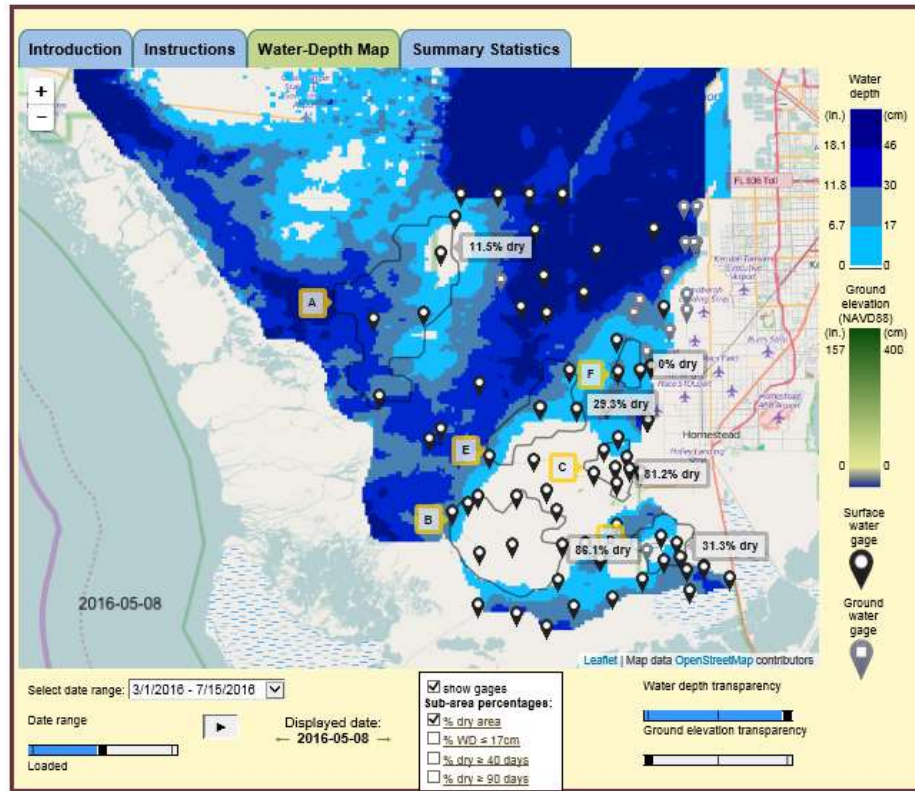 Introduction
Instructions
Water-Depth Map
Summary Statistics
+
−
FL 836 Toll
Kendall-Tamiami
Executive
Airport
11.5% dry
A
F
0% dry
29.3% dry
Homestead
E
C
81.2% dry
B
86.1% dry
31.3% dry
2016-05-08
Leaflet | Map data OpenStreetMap contributors
Water
depth
(in.) (cm)
18.1 46
11.8 30
6.7 17
0 0
Ground
elevation
(NAVD88)
(in.) (cm)
157 400
0 0
Surface
water
gage
Ground
water
gage
Select date range: 3/1/2016 - 7/15/2016
Date range
Loaded
Displayed date:
← 2016-05-08 →
show gages
Sub-area percentages:
% dry area
% WD ≤ 17cm
% dry ≥ 40 days
% dry ≥ 90 days
Water depth transparency
Ground elevation transparency